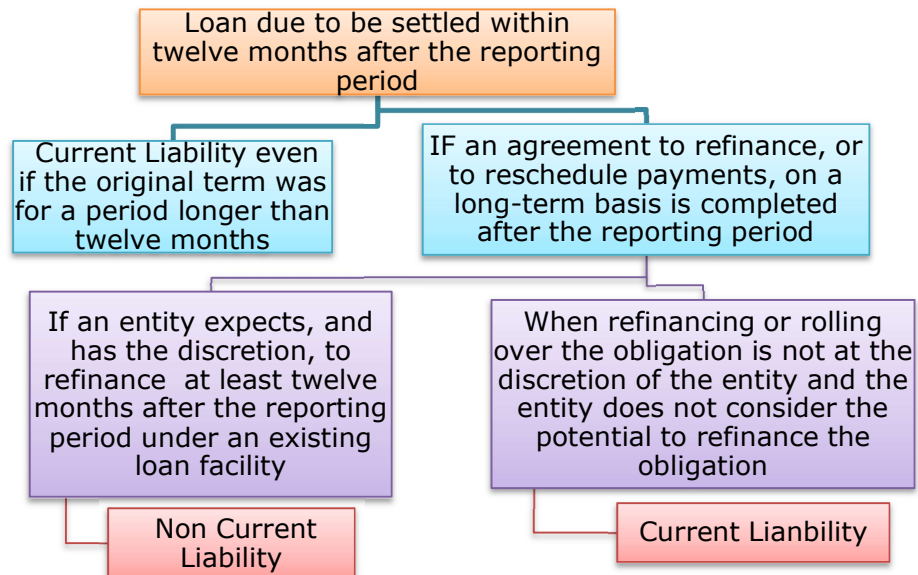 Loan due to be settled within
twelve months after the reporting
period
Current Liability even
if the original term was
for a period longer than
twelve months
IF an agreement to refinance, or
to reschedule payments, on a
long-term basis is completed
after the reporting period
If an entity expects, and
has the discretion, to
refinance at least twelve
months after the reporting
period under an existing
loan facility
When refinancing or rolling
over the obligation is not at the
discretion of the entity and the
entity does not consider the
potential to refinance the
obligation
Non Current
Liability
Current Lianbility